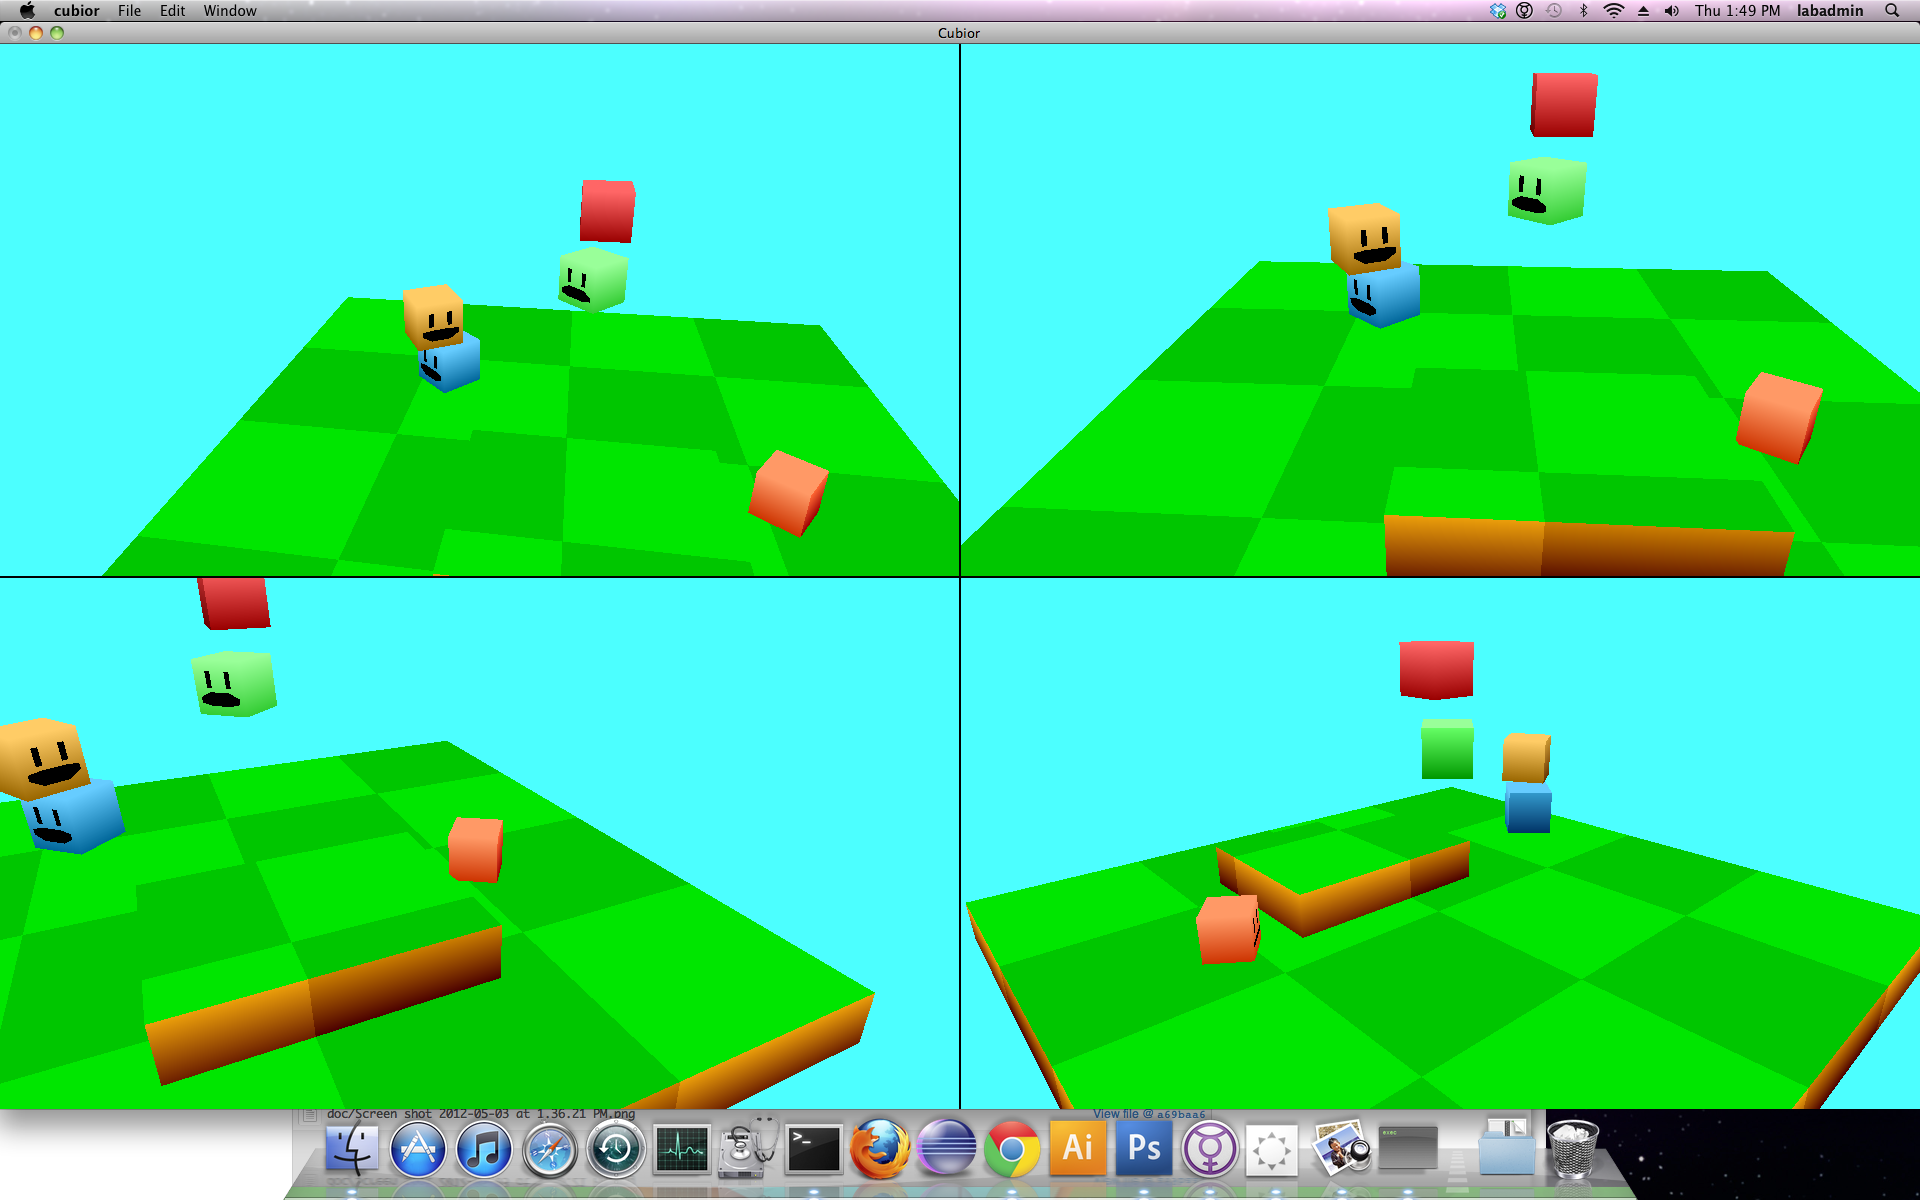 cubior File Edit Window Thu 1:49 PM labadmin
Cubior
doc/Screen shot 2012-05-03 at 1.36.21 PM.png View file @ a69baa6
>_
Ai Ps
exec